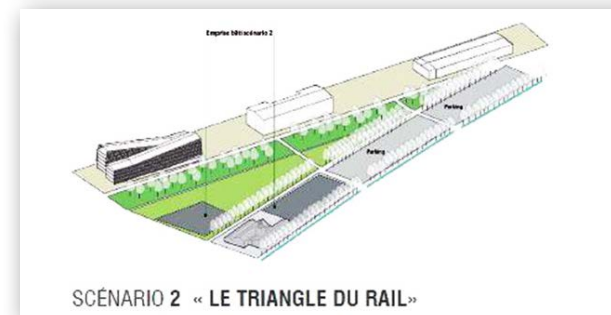 Emprise bâti scénario 2
Parking
Parking
SCÉNARIO 2 « LE TRIANGLE DU RAIL»